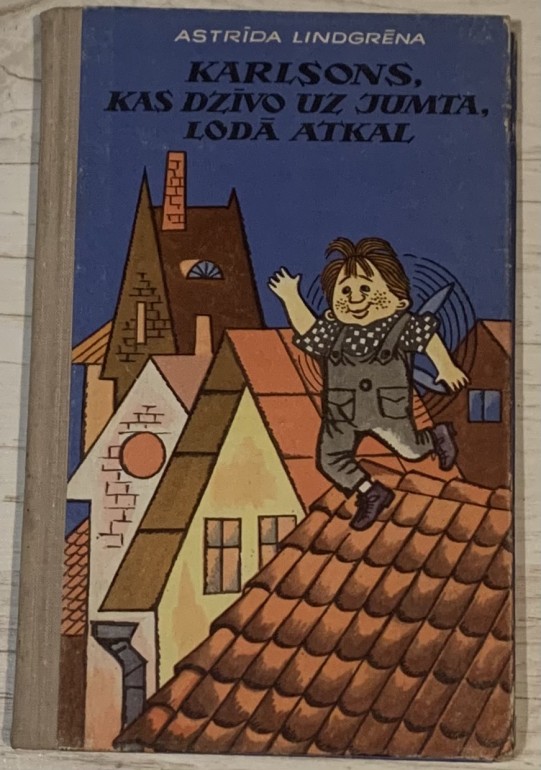 ASTRĪDA LINDGRĒNA
KARLSONS,
KAS DZĪVO UZ JUMTA,
LODĀ ATKAL